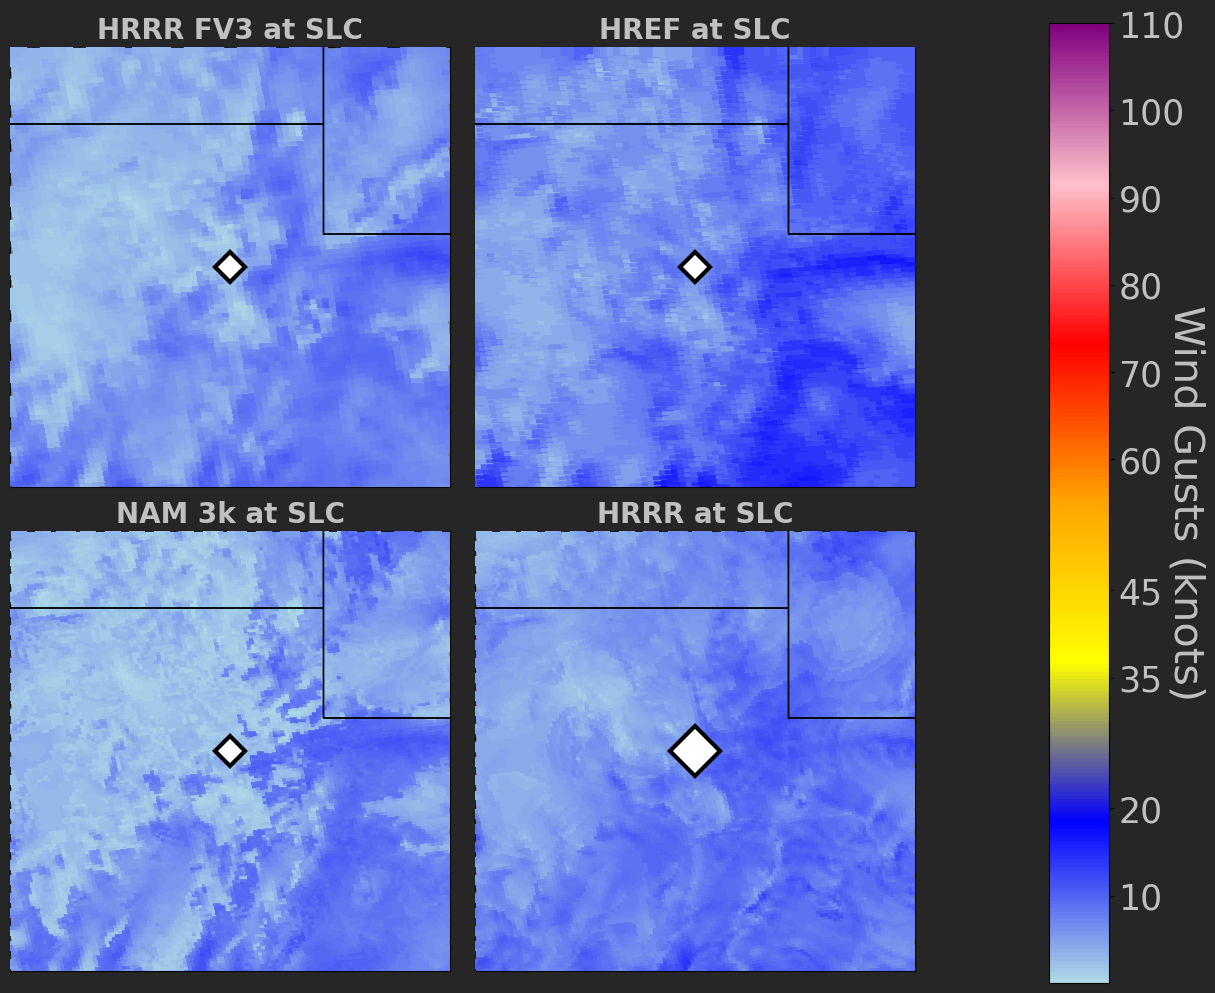 HRRR FV3 at SLC
HREF at SLC
NAM 3k at SLC
HRRR at SLC
110
100
90
80
70
60
45
35
20
10
Wind Gusts (knots)